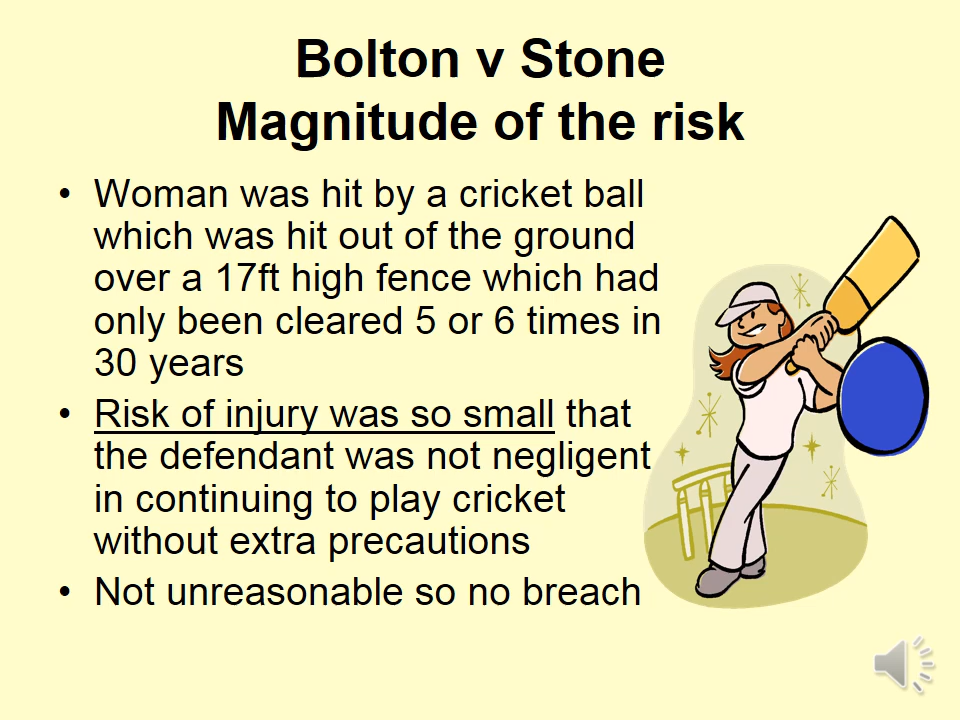 Bolton v Stone
Magnitude of the risk
• Woman was hit by a cricket ball
which was hit out of the ground
over a 17ft high fence which had
only been cleared 5 or 6 times in
30 years
• Risk of injury was so small that
the defendant was not negligent
in continuing to play cricket
without extra precautions
• Not unreasonable so no breach